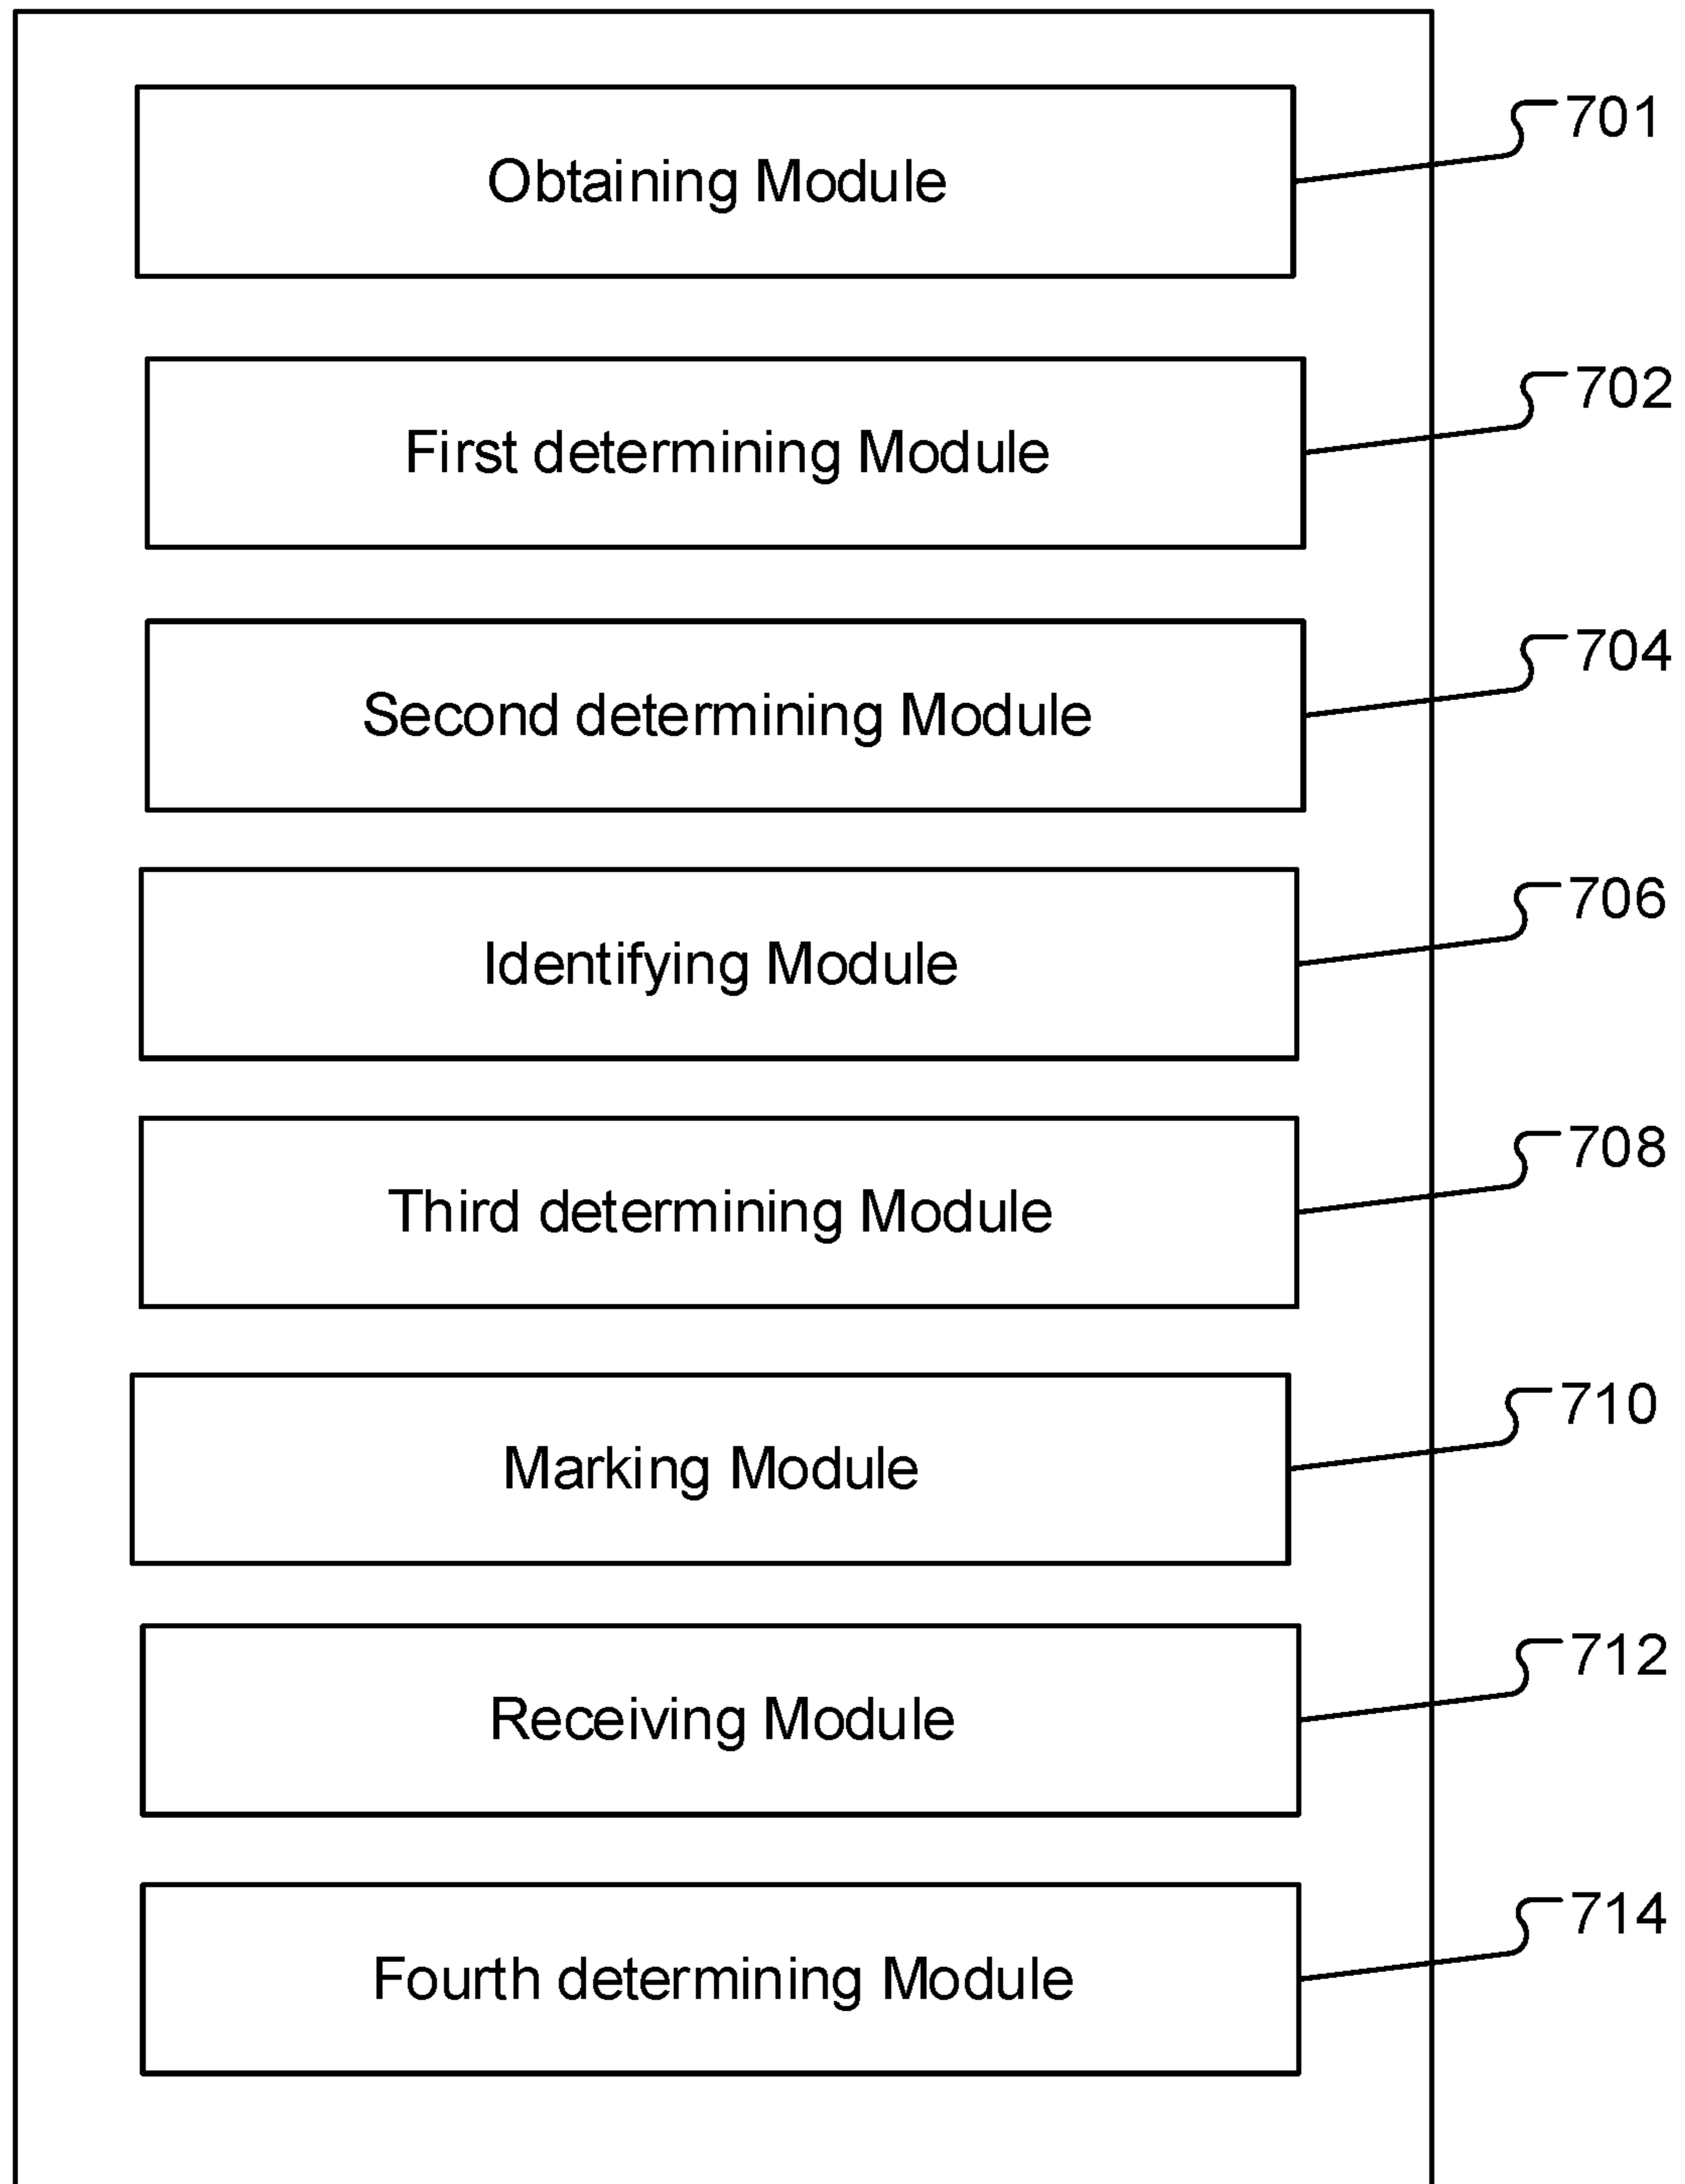 Obtaining Module
701
First determining Module
702
Second determining Module
704
Identifying Module
706
Third determining Module
708
Marking Module
710
Receiving Module
712
Fourth determining Module
714